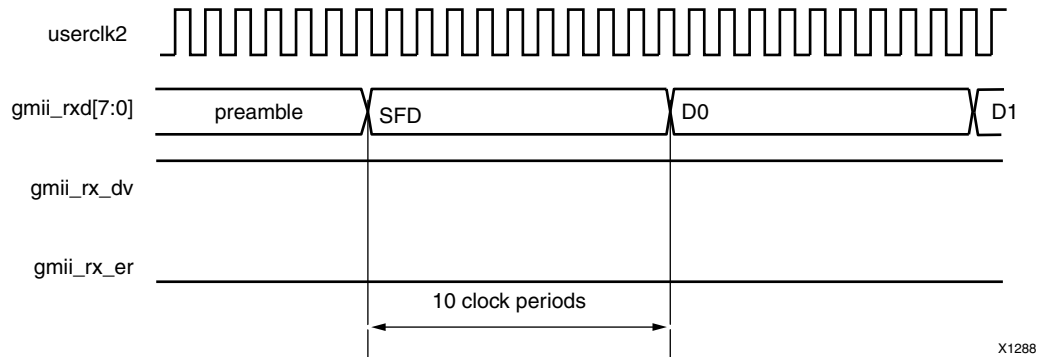 userclk2
gmii_rxd[7:0] preamble SFD D0 D1
gmii_rx_dv
gmii_rx_er
10 clock periods
X1288